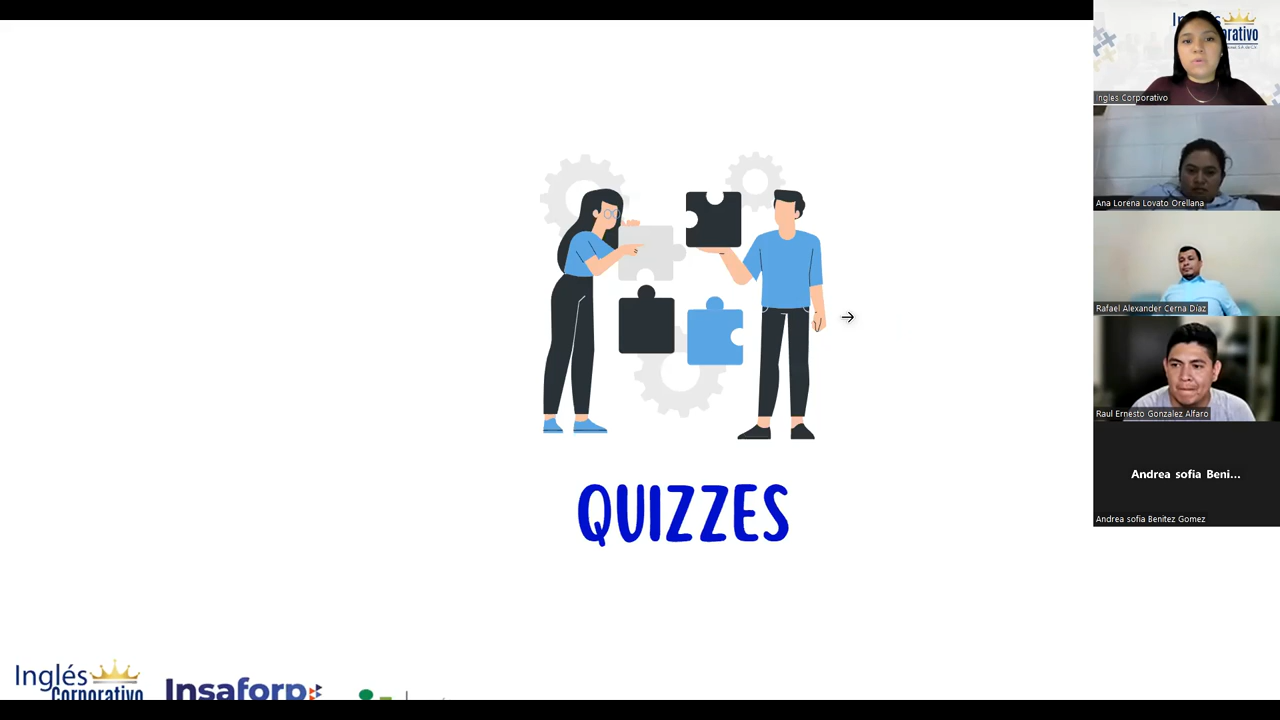 QUIZZES
Inglés
Corporativo
Insaforp
Ingles Corporativo
Ana Lorena Lovato Orellana
Rafael Alexander Cerna Díaz
Raul Ernesto Gonzalez Alfaro
Andrea sofia Beni...
Andrea sofia Benitez Gomez